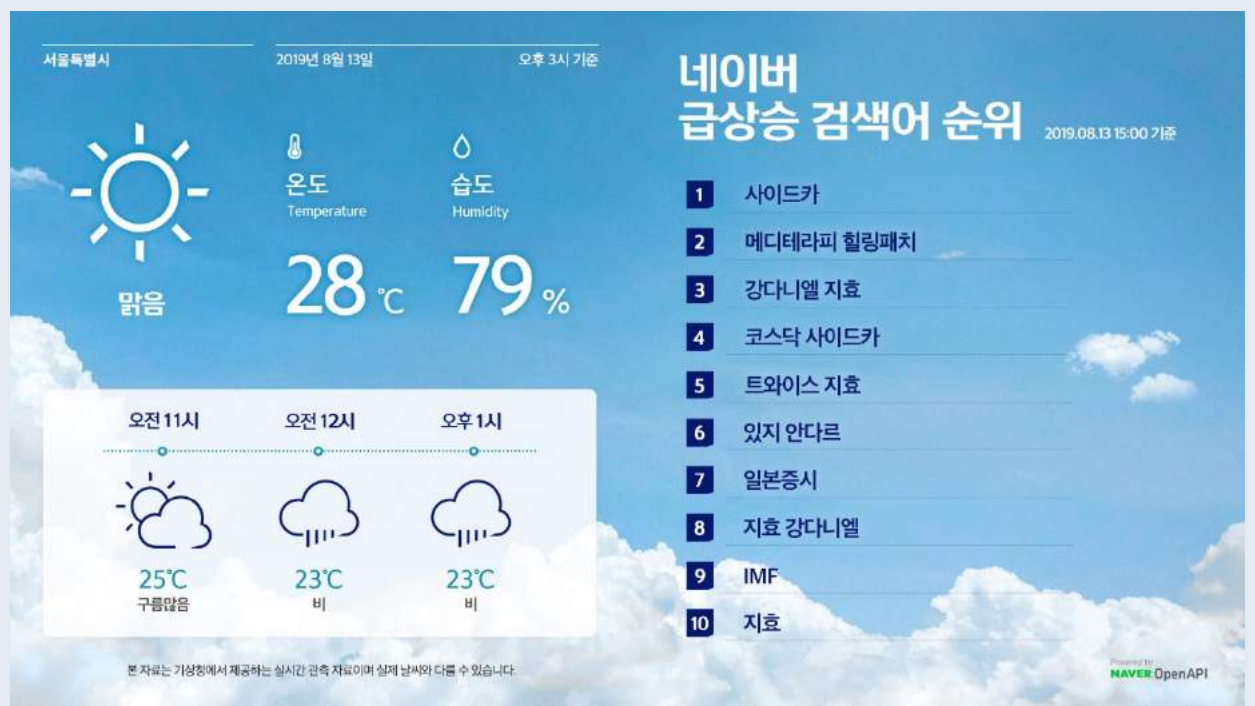 서울특별시
2019년 8월 13일
오후 3시 기준
온도
Temperature
습도
Humidity
28 ℃
79 %
맑음
오전 11시
오전 12시
오후 1시
25℃
23℃
23℃
구름많음
비
비
본 자료는 기상청에서 제공하는 실시간 관측 자료이며 실제 날씨와 다를 수 있습니다.
네이버
급상승 검색어 순위
2019.08.13 15:00 기준
1 사이드카
2 메디테라피 힐링패치
3 강다니엘 지효
4 코스닥 사이드카
5 트와이스 지효
6 있지 안다르
7 일본증시
8 지효 강다니엘
9 IMF
10 지효
Powered by
NAVER OpenAPI